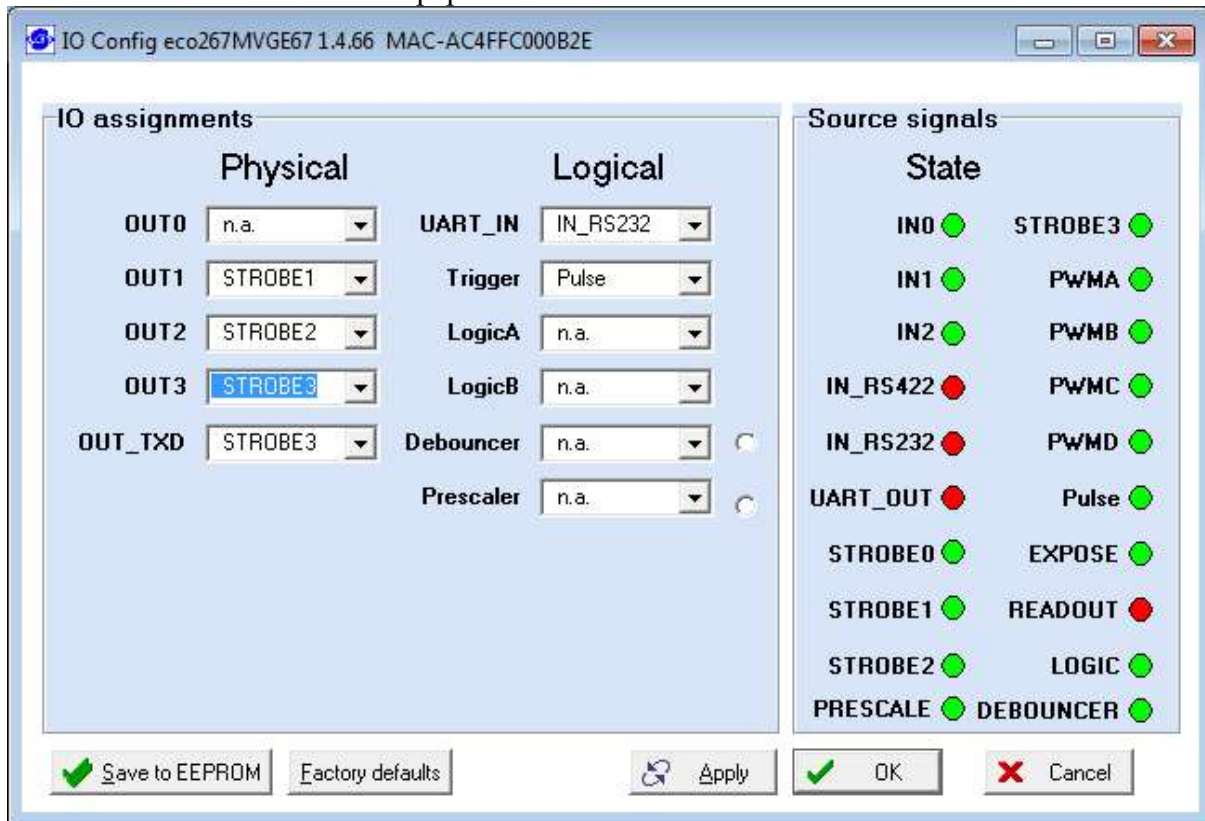 IO Config eco267MVGE67 1.4.66 MAC-AC4FFC000B2E
IO assignments
Physical
Logical
OUT0 n.a.
UART_IN IN_RS232
OUT1 STROBE1
Trigger Pulse
OUT2 STROBE2
LogicA n.a.
OUT3 STROBE3
LogicB n.a.
OUT_TXD STROBE3
Debouncer n.a.
Prescaler n.a.
Source signals
State
IN0 STROBE3
IN1 PWMA
IN2 PWMB
IN_RS422 PWMC
IN_RS232 PWMD
UART_OUT Pulse
STROBE0 EXPOSE
STROBE1 READOUT
STROBE2 LOGIC
PRESCALE DEBOUNCER
Save to EEPROM
Factory defaults
Apply
OK
Cancel